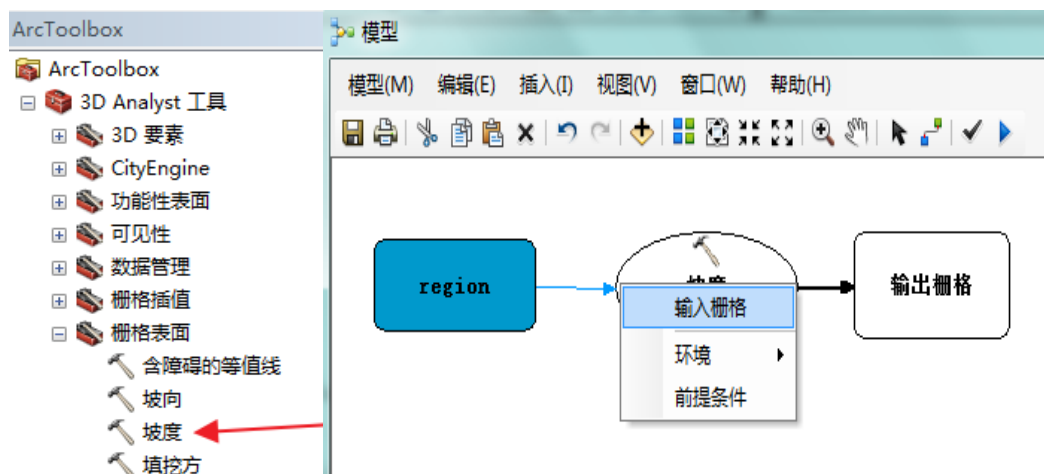 ArcToolbox
ArcToolbox
3D Analyst 工具
3D 要素
CityEngine
功能性表面
可见性
数据管理
栅格插值
栅格表面
含障碍的等值线
坡向
坡度
填挖方
模型
模型(M) 编辑(E) 插入(I) 视图(V) 窗口(W) 帮助(H)
region
输出栅格
输入栅格
环境
前提条件